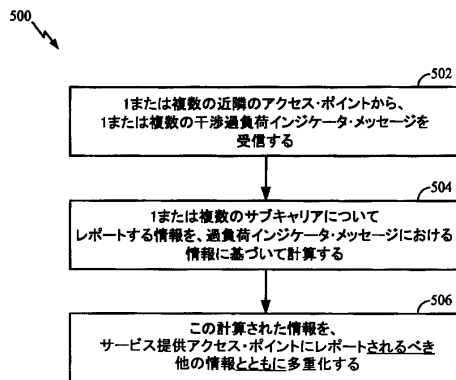 500
502
1または複数の近隣のアクセス・ポイントから、
1または複数の干渉過負荷インジケータ・メッセージを
受信する
504
1または複数のサブキャリアについて
レポートする情報を、過負荷インジケータ・メッセージにおける
情報に基づいて計算する
506
この計算された情報を、
サービス提供アクセス・ポイントにレポートされるべき
他の情報とともに多重化する